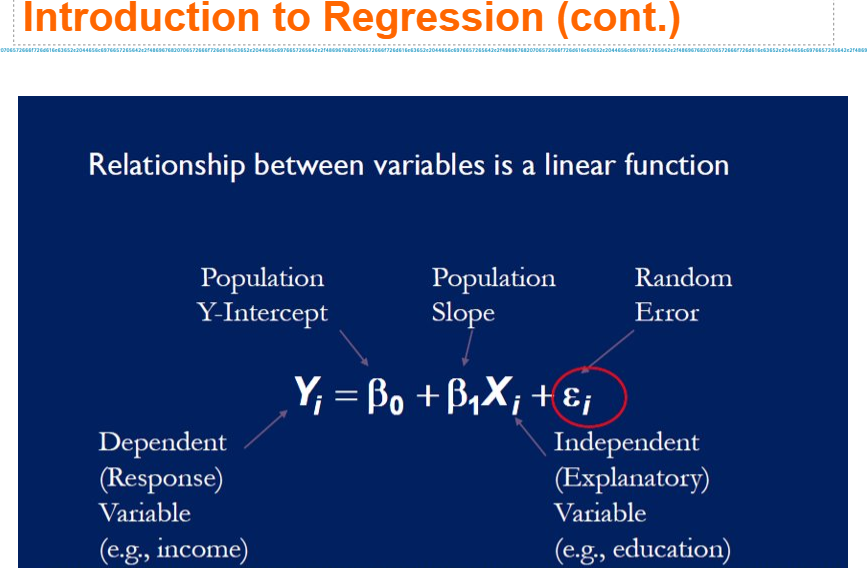 Introduction to Regression (cont.)
Relationship between variables is a linear function
Population
Y-Intercept
Population
Slope
Random
Error
Yᵢ = β₀ + β₁Xᵢ + εᵢ
Dependent
(Response)
Variable
(e.g., income)
Independent
(Explanatory)
Variable
(e.g., education)